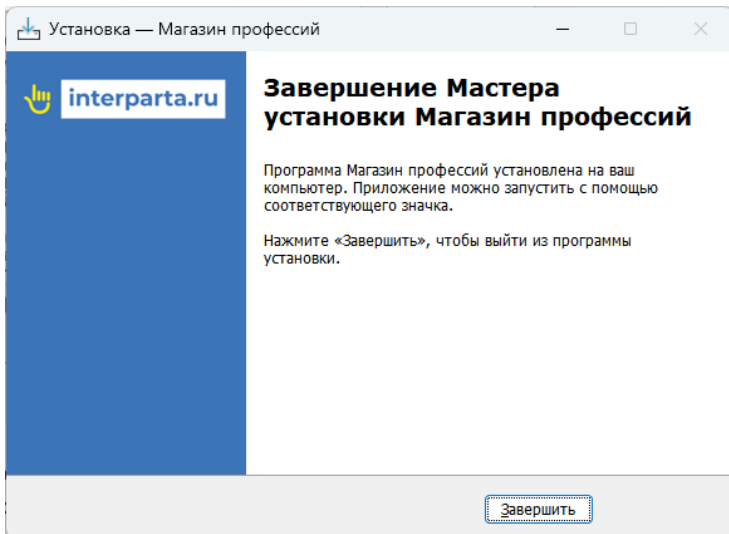 Установка — Магазин профессий
interparta.ru
Завершение Мастера
установки Магазин профессий
Программа Магазин профессий установлена на ваш
компьютер. Приложение можно запустить с помощью
соответствующего значка.
Нажмите «Завершить», чтобы выйти из программы
установки.
Завершить